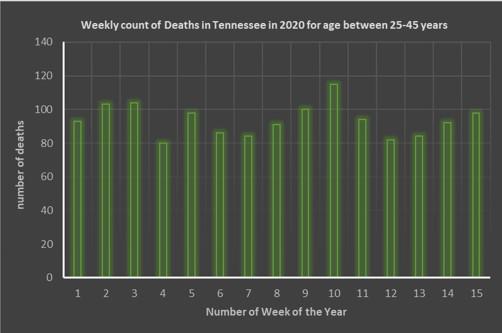 Weekly count of Deaths in Tennessee in 2020 for age between 25-45 years
140
120
100
80
60
40
20
0
number of deaths
1 2 3 4 5 6 7 8 9 10 11 12 13 14 15
Number of Week of the Year